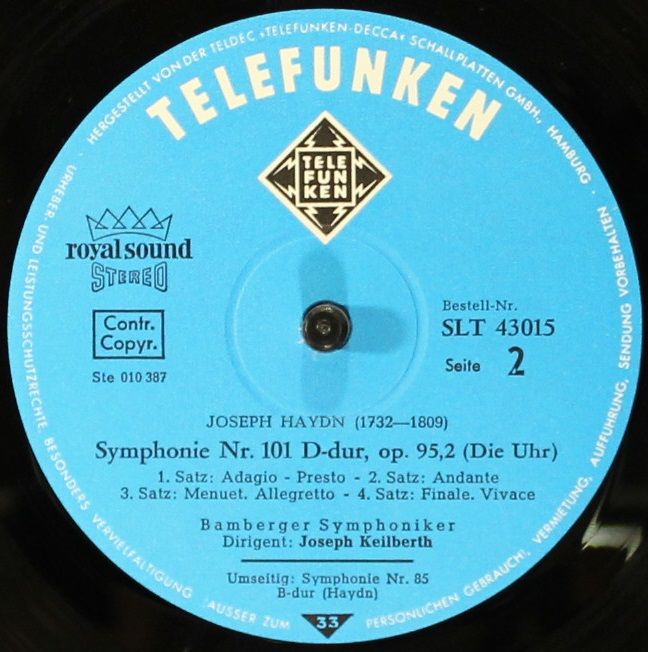 HERGESTELLT VON DER TELDEC »TELEFUNKEN-DECCA« SCHALLPLATTEN GMBH., HAMBURG ·
URHEBER UND LEISTUNGSSCHUTZRECHTE, BESONDERS VERVIELFÄLTIGUNG, AUFFÜHRUNG, SENDUNG VORBEHALTEN
AUSSER ZUM PERSÖNLICHEN GEBRAUCH!, VERMIETUNG,
TELEFUNKEN
TELE
FUN
KEN
royal sound
STEREO
Contr.
Copyr.
Ste 010 387
Bestell-Nr.
SLT 43015
Seite 2
JOSEPH HAYDN (1732—1809)
Symphonie Nr. 101 D-dur, op. 95,2 (Die Uhr)
1. Satz: Adagio - Presto - 2. Satz: Andante
3. Satz: Menuet. Allegretto - 4. Satz: Finale. Vivace
Bamberger Symphoniker
Dirigent: Joseph Keilberth
Umseitig: Symphonie Nr. 85
B-dur (Haydn)
33